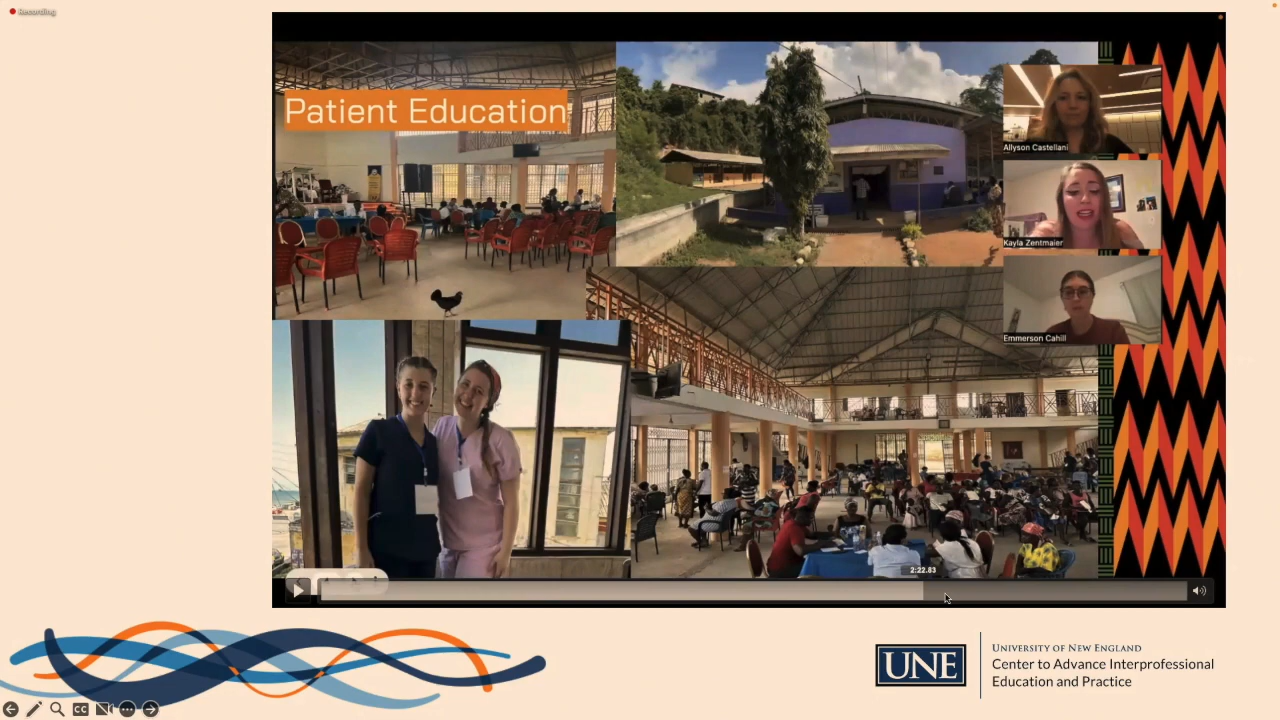 Recording
Patient Education
Allyson Castellani
Kayla Zentmaier
Emmerson Cahill
2:22.83
UNE
UNIVERSITY OF NEW ENGLAND
Center to Advance Interprofessional
Education and Practice
CC